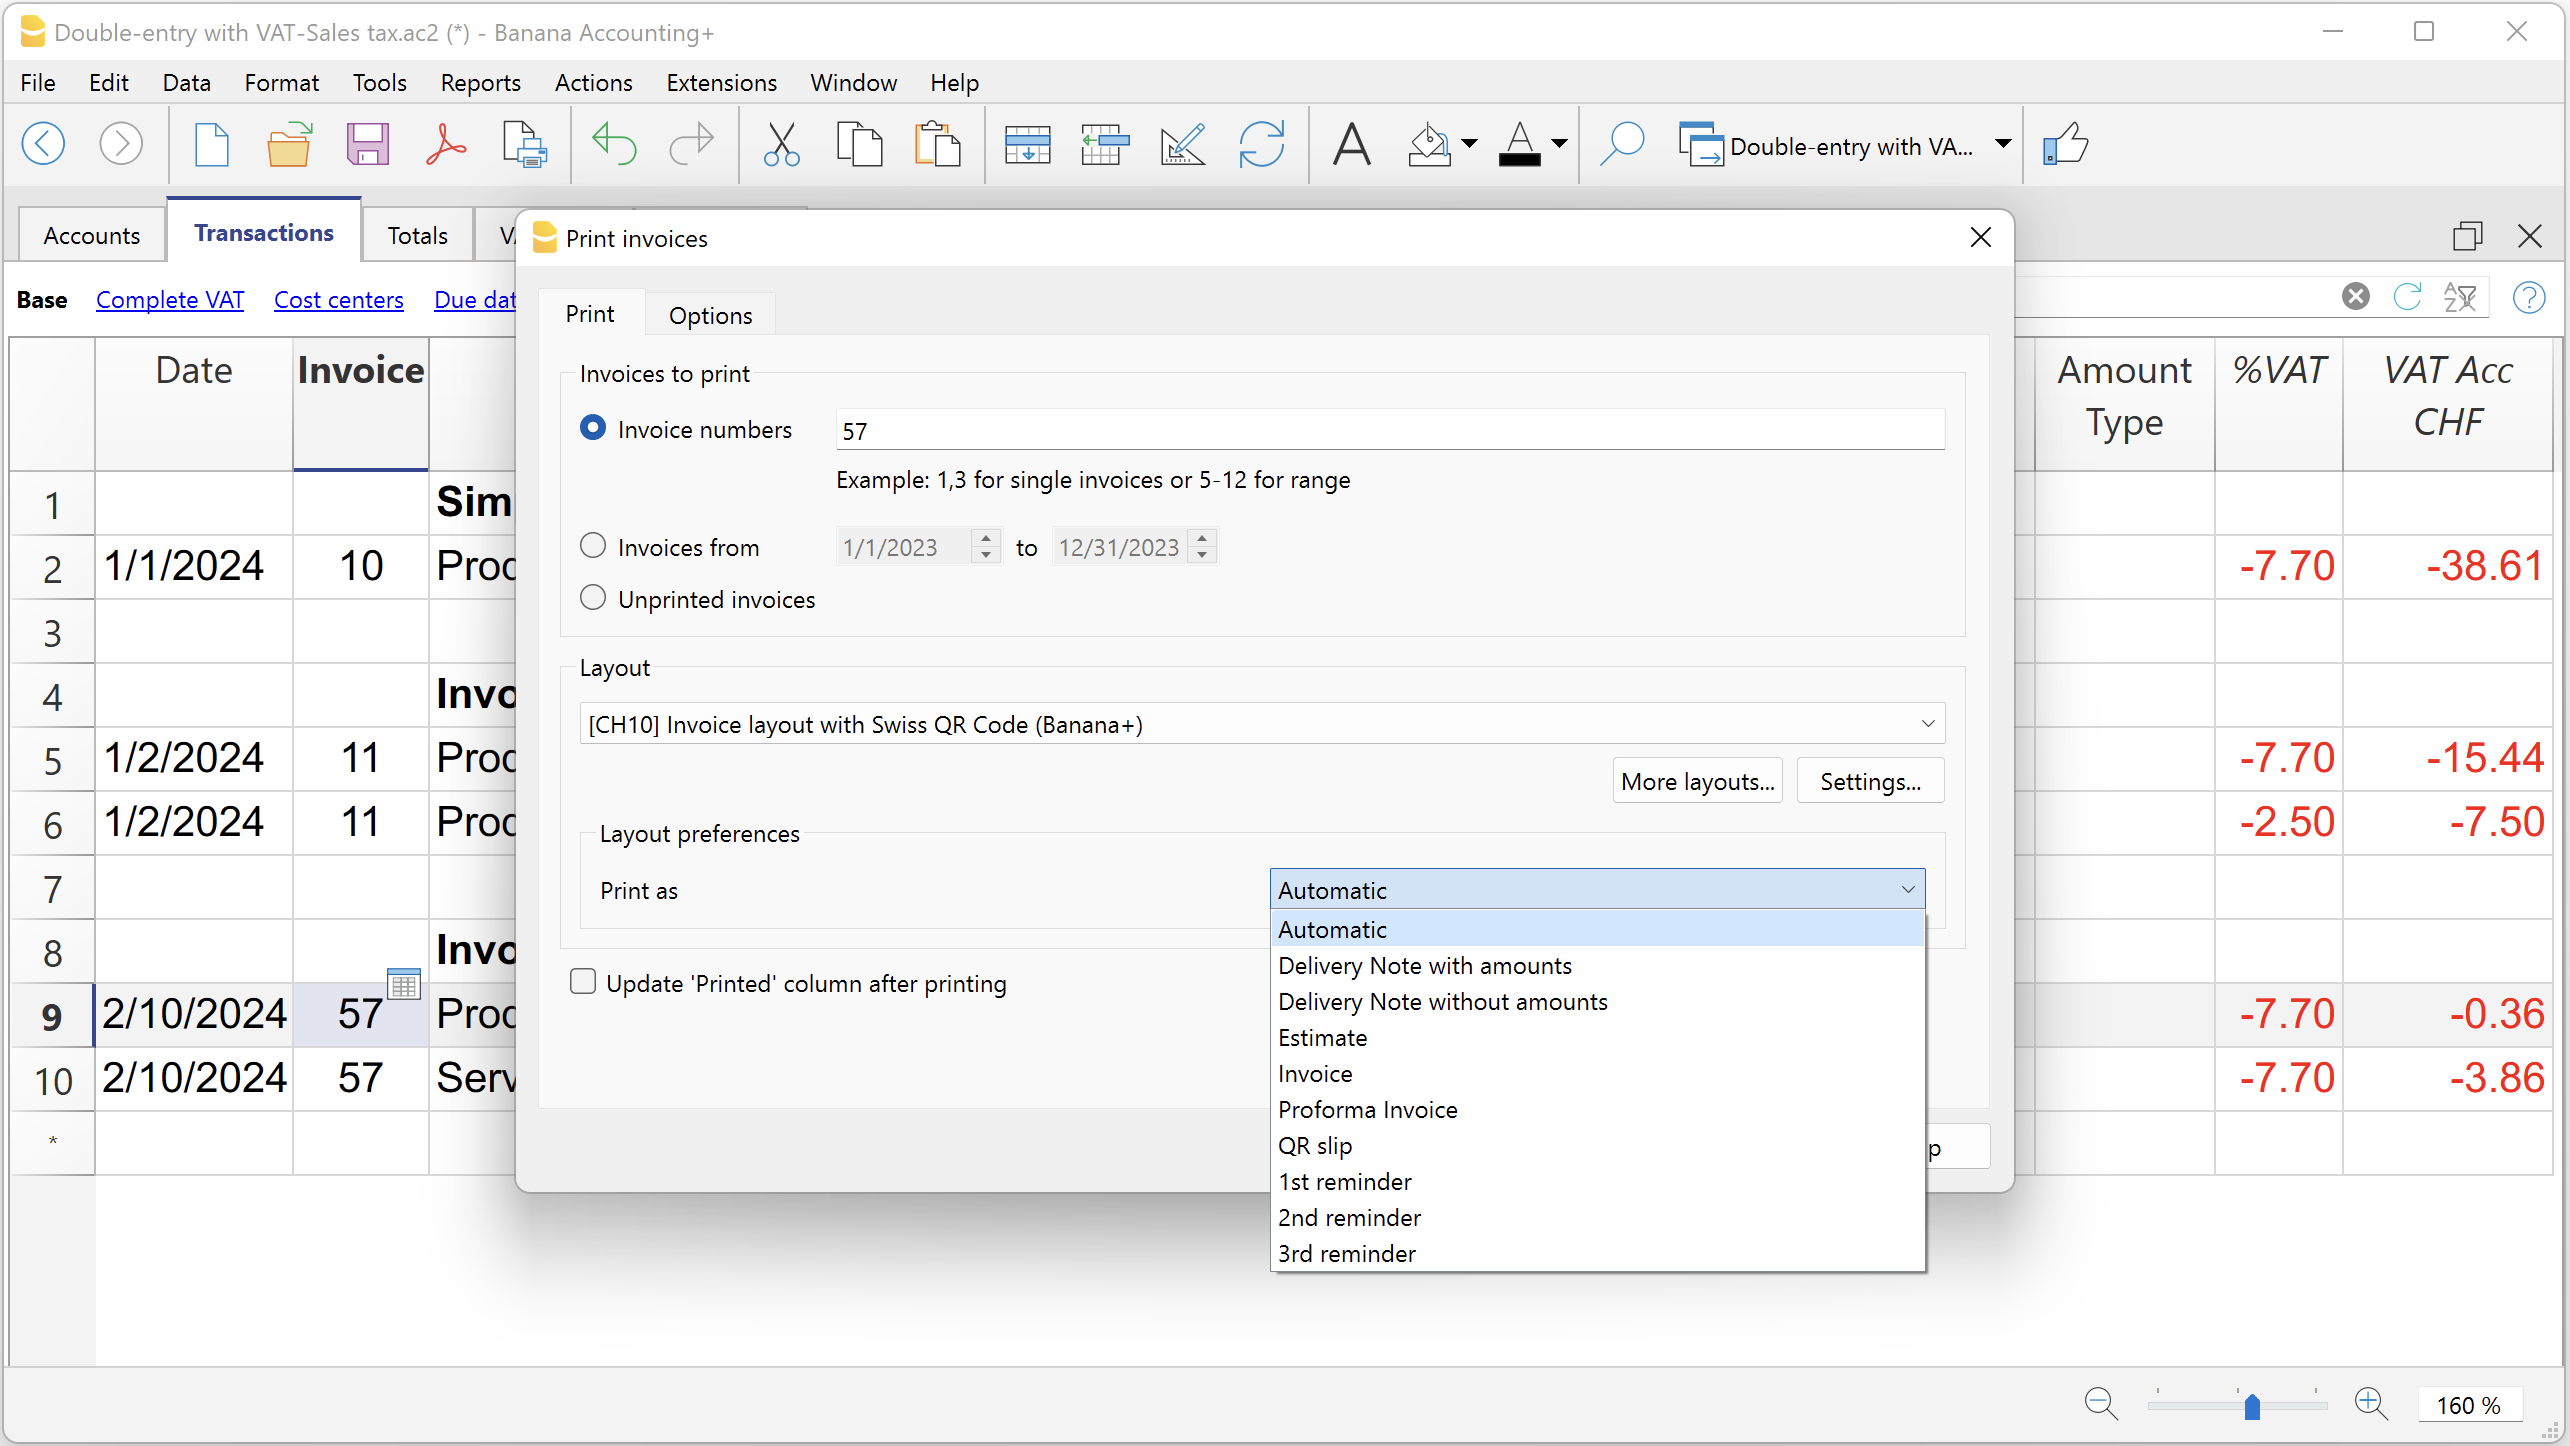 Double-entry with VAT-Sales tax.ac2 (*) - Banana Accounting+
File Edit Data Format Tools Reports Actions Extensions Window Help
Double-entry with VA...
Accounts Transactions Totals
Print invoices
Base Complete VAT Cost centers Due dat
Print Options
Date Invoice Amount Type %VAT VAT Acc CHF
Invoices to print
Invoice numbers 57
Example: 1,3 for single invoices or 5-12 for range
Invoices from 1/1/2023 to 12/31/2023
Unprinted invoices
Layout
[CH10] Invoice layout with Swiss QR Code (Banana+)
More layouts... Settings...
Layout preferences
Print as Automatic
Automatic
Delivery Note with amounts
Delivery Note without amounts
Estimate
Invoice
Proforma Invoice
QR slip
1st reminder
2nd reminder
3rd reminder
Update 'Printed' column after printing
p
1 Sim
2 1/1/2024 10 Prod -7.70 -38.61
3
4 Invo
5 1/2/2024 11 Prod -7.70 -15.44
6 1/2/2024 11 Prod -2.50 -7.50
7
8 Invo
9 2/10/2024 57 Prod -7.70 -0.36
10 2/10/2024 57 Serv -7.70 -3.86
*
160 %